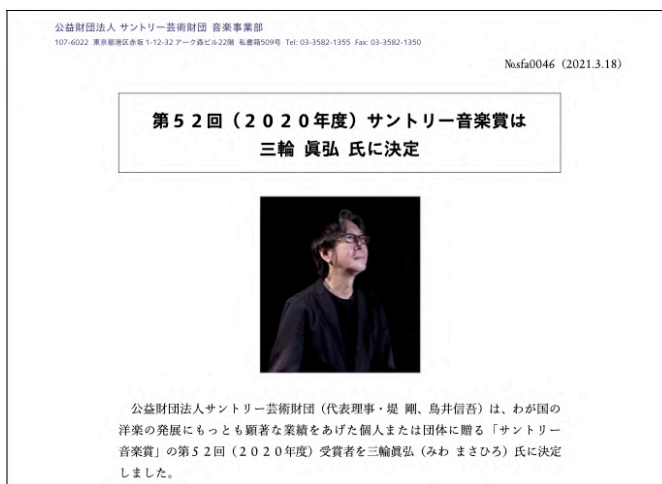 公益財団法人 サントリー芸術財団 音楽事業部
107-6022 東京都港区赤坂 1-12-32 アーク森ビル22階 私書箱509号 Tel: 03-3582-1355 Fax: 03-3582-1350
№sfa0046（2021.3.18）
第５２回（２０２０年度）サントリー音楽賞は
三輪 眞弘 氏に決定
公益財団法人サントリー芸術財団（代表理事・堤 剛、鳥井信吾）は、わが国の
洋楽の発展にもっとも顕著な業績をあげた個人または団体に贈る「サントリー
音楽賞」の第５２回（２０２０年度）受賞者を三輪眞弘（みわ まさひろ）氏に決定
しました。